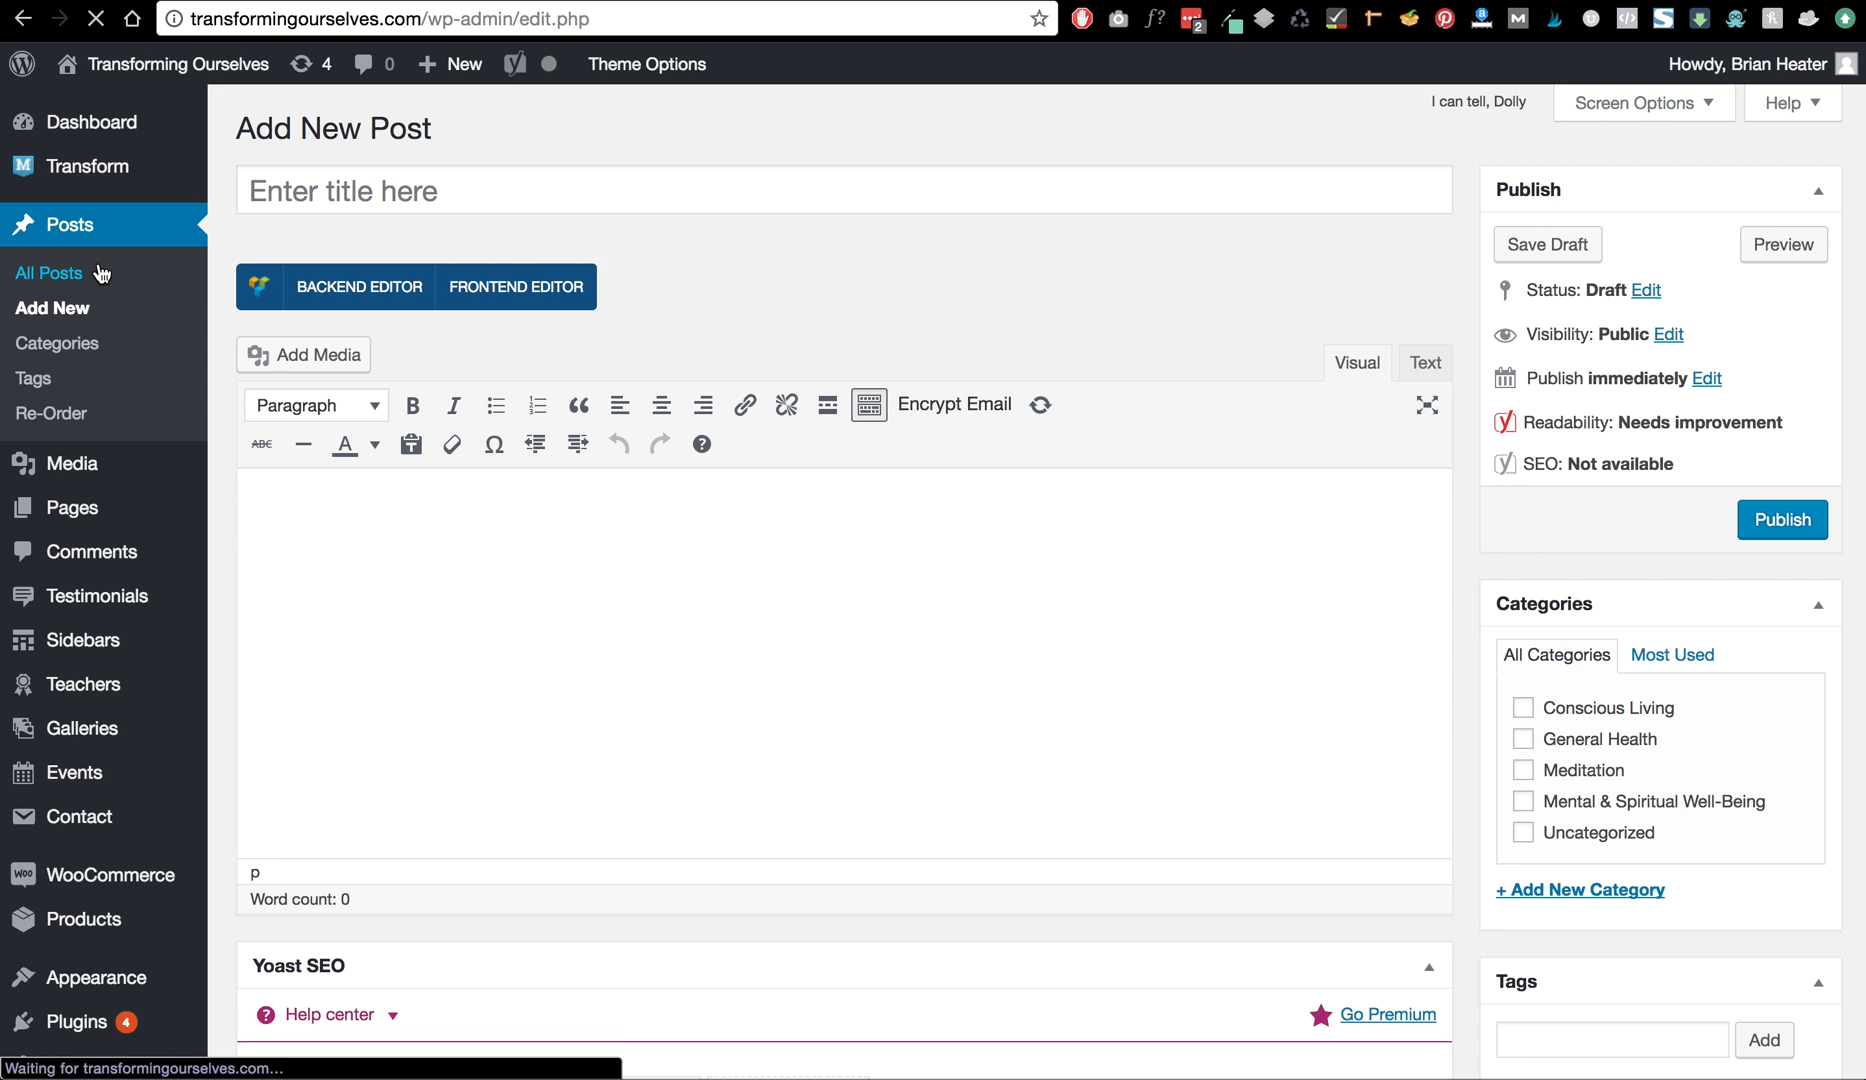 transformingourselves.com/wp-admin/edit.php
2
Transforming Ourselves 4 0 New Theme Options
Howdy, Brian Heater
Dashboard
Transform
Posts
All Posts
Add New
Categories
Tags
Re-Order
Media
Pages
Comments
Testimonials
Sidebars
Teachers
Galleries
Events
Contact
WooCommerce
Products
Appearance
Plugins 4
Waiting for transformingourselves.com...
I can tell, Dolly
Screen Options
Help
Add New Post
Enter title here
BACKEND EDITOR FRONTEND EDITOR
Add Media
Visual Text
Paragraph B I Encrypt Email
ABC A Ω
p
Word count: 0
Yoast SEO
Help center
Go Premium
Publish
Save Draft Preview
Status: Draft Edit
Visibility: Public Edit
Publish immediately Edit
Readability: Needs improvement
SEO: Not available
Publish
Categories
All Categories Most Used
Conscious Living
General Health
Meditation
Mental & Spiritual Well-Being
Uncategorized
+ Add New Category
Tags
Add